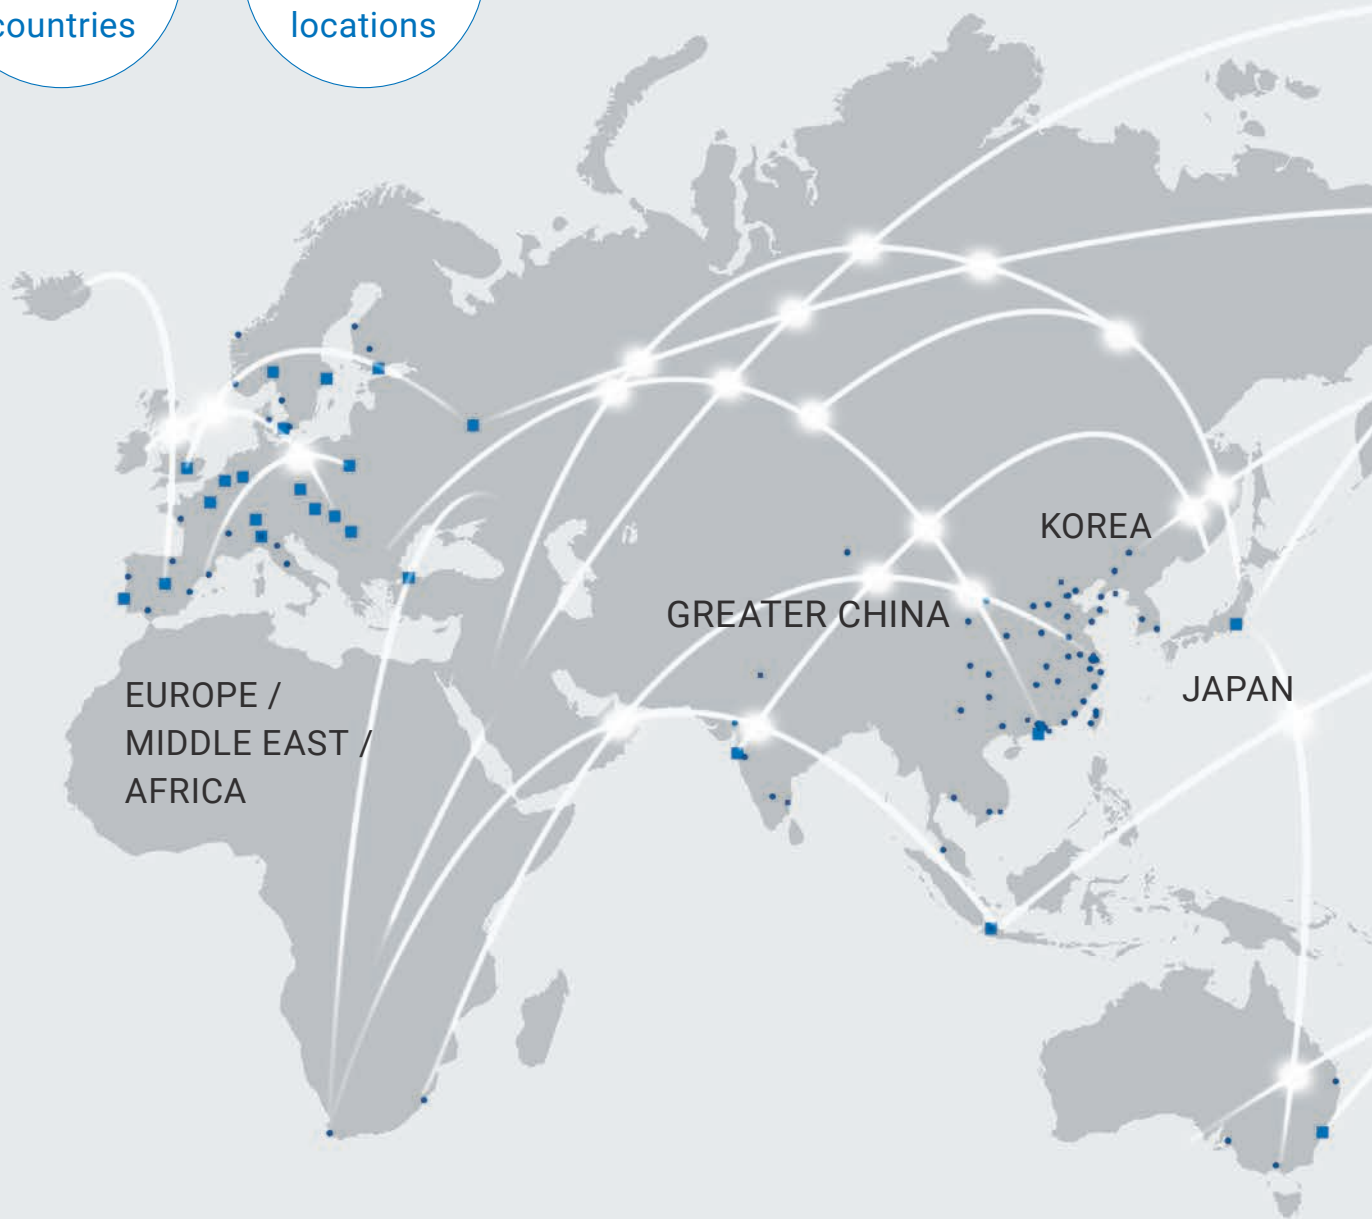 countries
locations
KOREA
GREATER CHINA
EUROPE /
MIDDLE EAST /
AFRICA
JAPAN